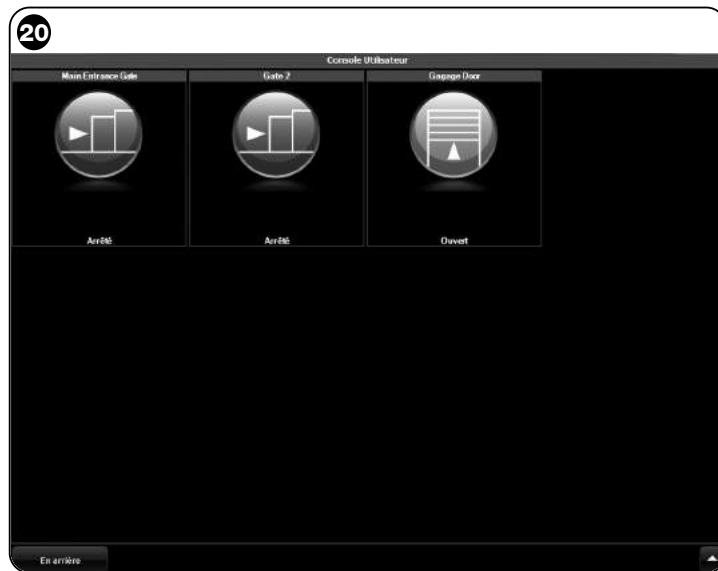 20
Console Utilisateur
Main Entrance Gate
Gate 2
Gagage Door
Arrêté
Arrêté
Ouvert
En arrière